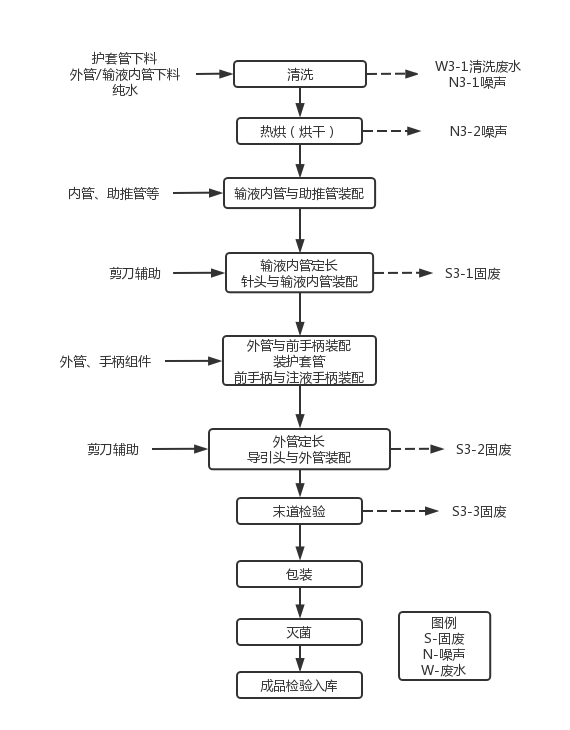 护套管下料
外管/输液内管下料
纯水
清洗
W3-1清洗废水
N3-1噪声
热烘（烘干）
N3-2噪声
内管、助推管等
输液内管与助推管装配
剪刀辅助
输液内管定长
针头与输液内管装配
S3-1固废
外管、手柄组件
外管与前手柄装配
装护套管
前手柄与注液手柄装配
剪刀辅助
外管定长
导引头与外管装配
S3-2固废
末道检验
S3-3固废
包装
灭菌
成品检验入库
图例
S-固废
N-噪声
W-废水